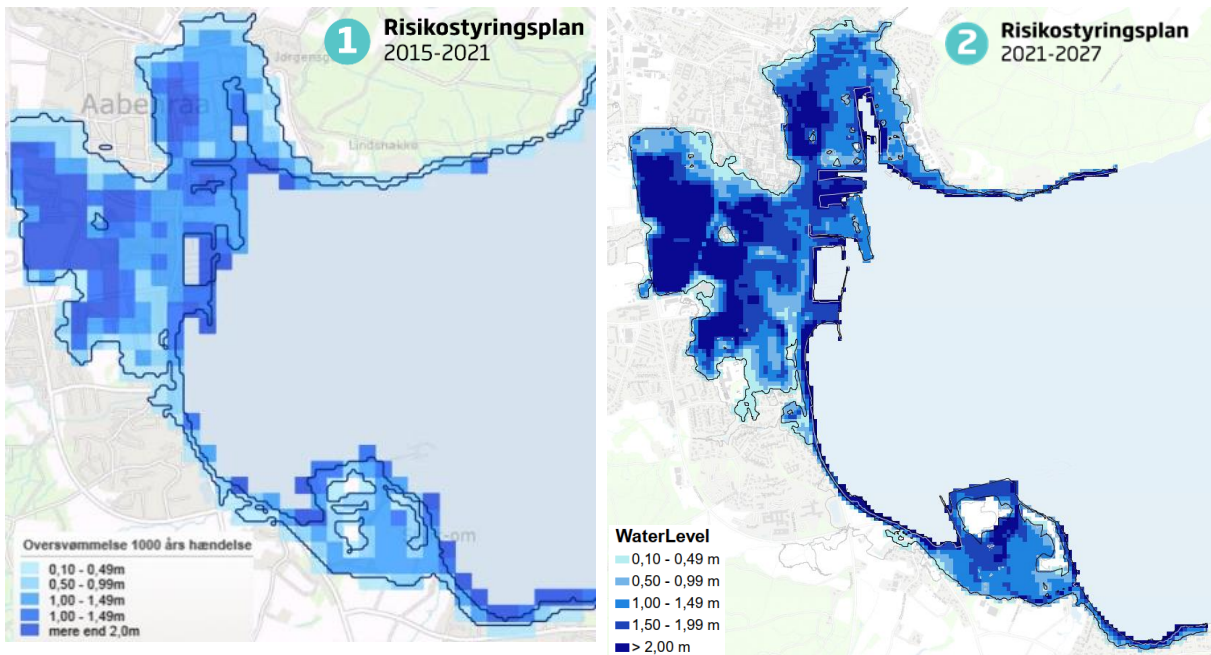 1
Risikostyringsplan
2015-2021
Jørgensg
Aabenraa
Lindsnakke
om
Oversvømmelse 1000 års hændelse
0,10 - 0,49m
0,50 - 0,99m
1,00 - 1,49m
1,00 - 1,49m
mere end 2,0m
2
Risikostyringsplan
2021-2027
WaterLevel
0,10 - 0,49 m
0,50 - 0,99 m
1,00 - 1,49 m
1,50 - 1,99 m
> 2,00 m